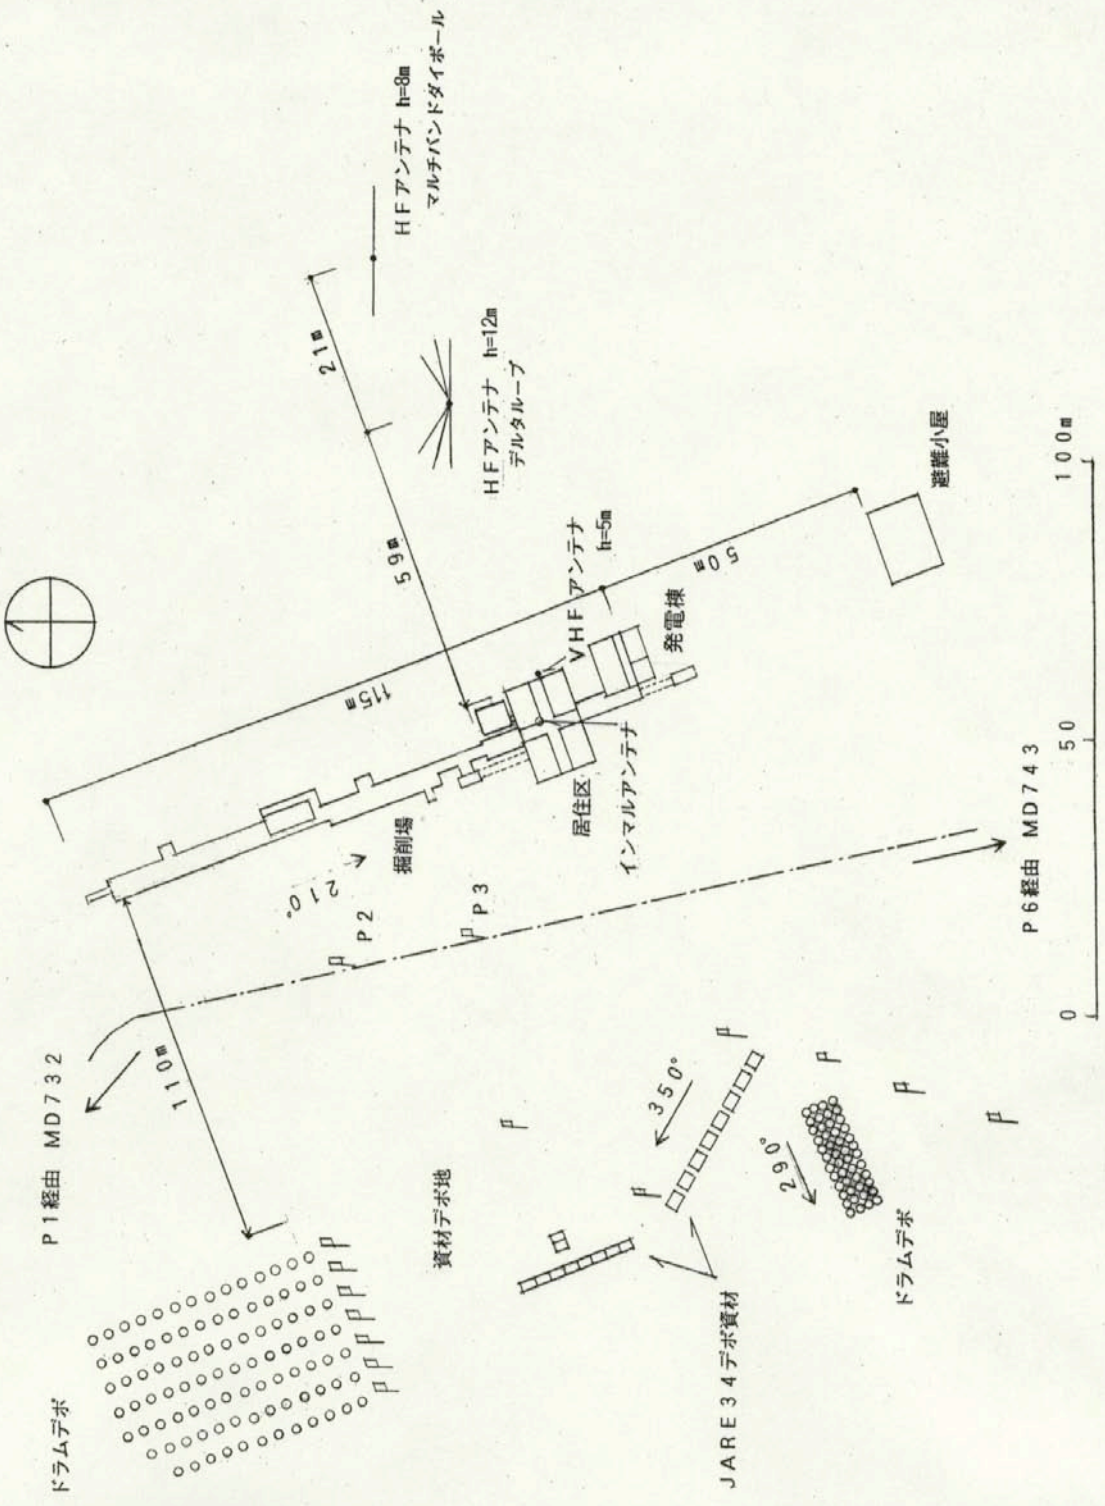 ドラムデポ
P1経由 MD732
110m
115m
59m
21m
HFアンテナ h=8m
マルチバンドダイポール
HFアンテナ h=12m
デルタループ
VHFアンテナ
h=5m
発電棟
50m
避難小屋
210°
掘削場
居住区
インマルアンテナ
P2
P3
資材デポ地
350°
JARE34デポ資材
290°
ドラムデポ
P6経由 MD743
0
50
100m